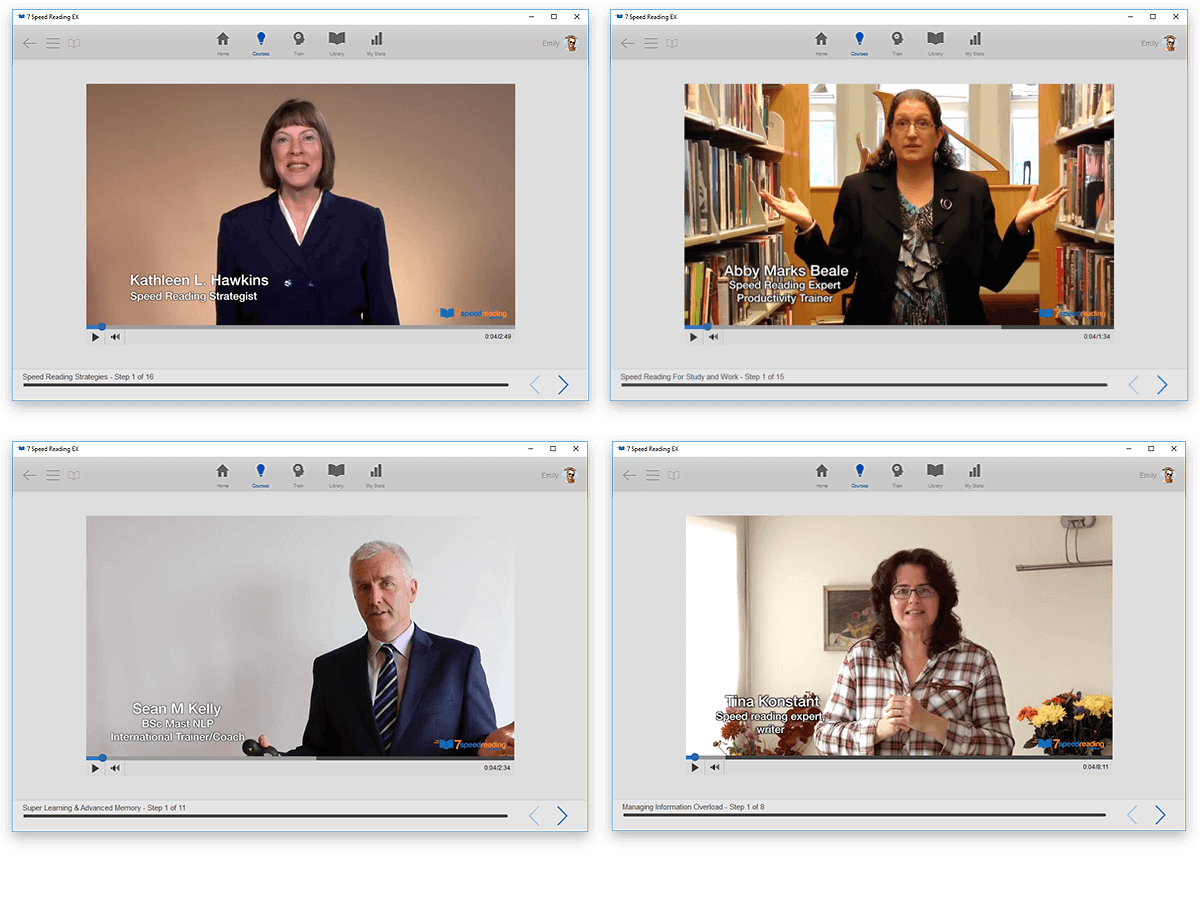 7 Speed Reading EX
Home Courses Train Library My Stats
Emily
Kathleen L. Hawkins
Speed Reading Strategist
7speedreading
0:04/2:49
Speed Reading Strategies - Step 1 of 16
7 Speed Reading EX
Home Courses Train Library My Stats
Emily
Abby Marks Beale
Speed Reading Expert
Productivity Trainer
7speedreading
0:04/1:34
Speed Reading For Study and Work - Step 1 of 15
7 Speed Reading EX
Home Courses Train Library My Stats
Emily
Sean M Kelly
BSc Mast NLP
International Trainer/Coach
7speedreading
0:04/2:34
Super Learning & Advanced Memory - Step 1 of 11
7 Speed Reading EX
Home Courses Train Library My Stats
Emily
Tina Konstant
Speed reading expert,
writer
7speedreading
0:04/8:11
Managing Information Overload - Step 1 of 8